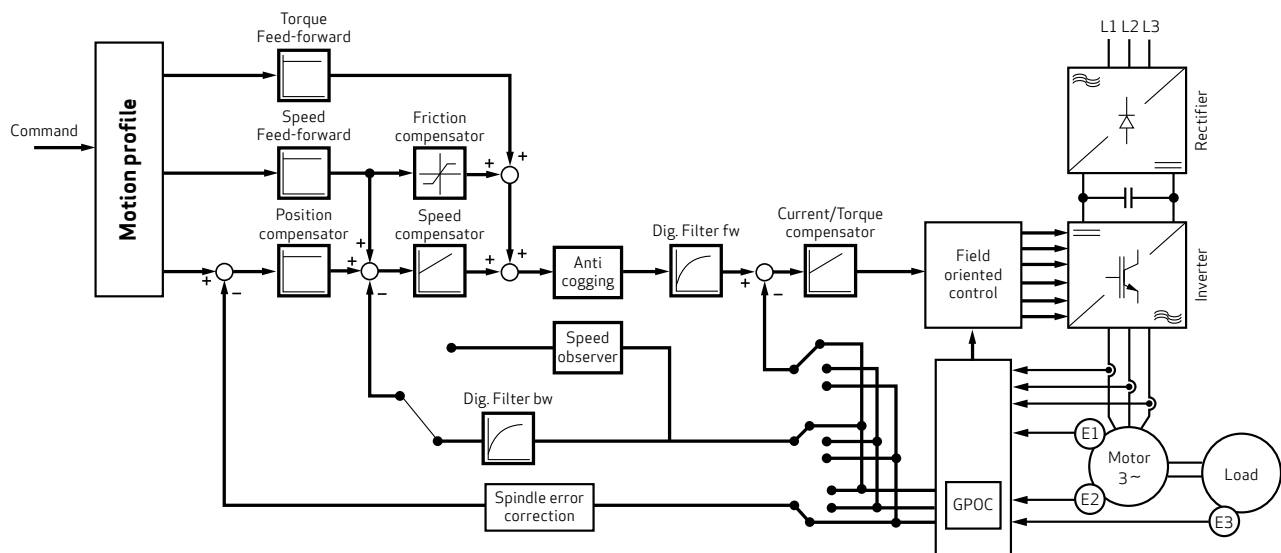 Torque
Feed-forward
L1 L2 L3
Command
Motion profile
Speed
Feed-forward
Friction
compensator
Rectifier
+
+
Position
compensator
Speed
compensator
Dig. Filter fw
Current/Torque
compensator
Field
oriented
control
Inverter
Anti
cogging
+
−
+
+
−
+
+
+
−
Speed
observer
Dig. Filter bw
E1
Motor
3~
Load
Spindle error
correction
GPOC
E2
E3